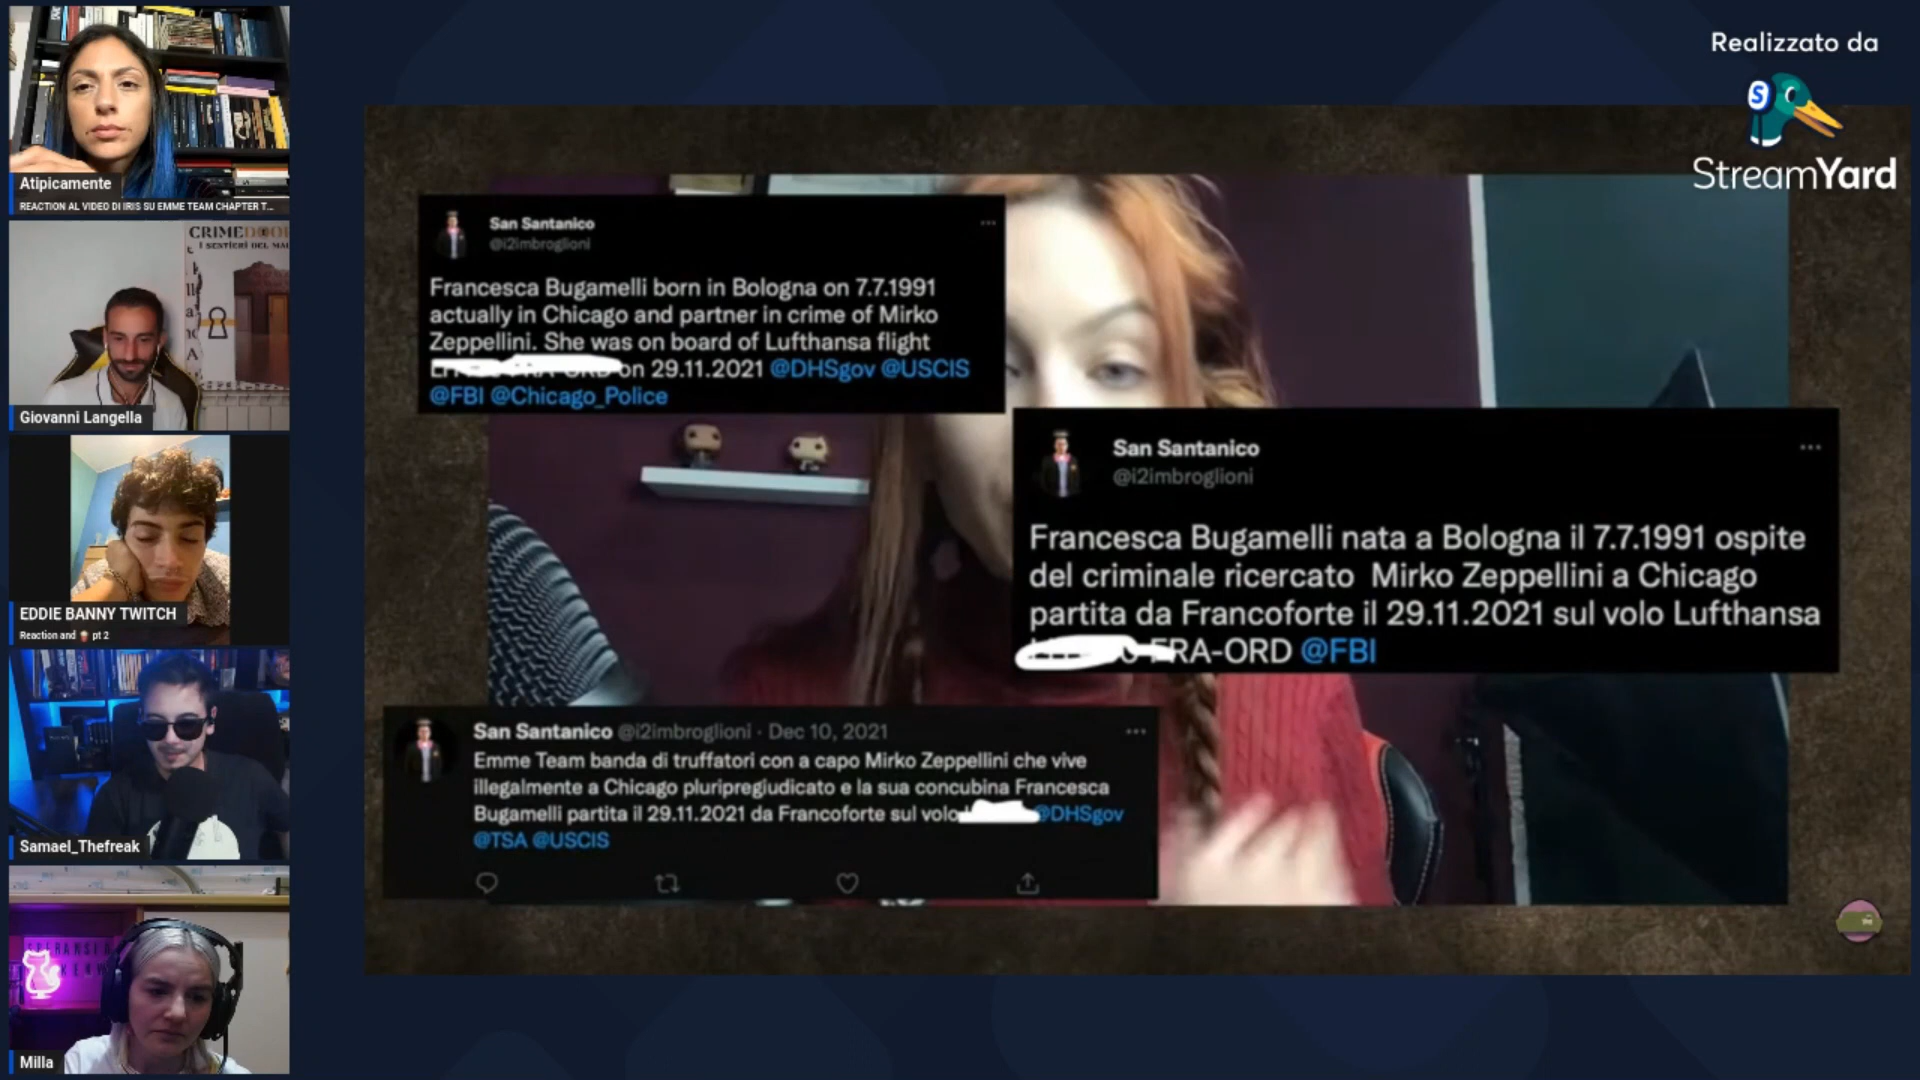 Atipicamente
REACTION AL VIDEO DI IRIS SU EMME TEAM CHAPTER T...
CRIMEDOOR
I SENTIERI DEL MAL
Giovanni Langella
EDDIE BANNY TWITCH
Reaction and pt 2
Samael_Thefreak
Milla
Realizzato da
StreamYard
San Santanico
@i2imbroglioni
Francesca Bugamelli born in Bologna on 7.7.1991
actually in Chicago and partner in crime of Mirko
Zeppellini. She was on board of Lufthansa flight
on 29.11.2021 @DHSgov @USCIS
@FBI @Chicago_Police
San Santanico
@i2imbroglioni
Francesca Bugamelli nata a Bologna il 7.7.1991 ospite
del criminale ricercato Mirko Zeppellini a Chicago
partita da Francoforte il 29.11.2021 sul volo Lufthansa
FRA-ORD @FBI
San Santanico @i2imbroglioni · Dec 10, 2021
Emme Team banda di truffatori con a capo Mirko Zeppellini che vive
illegalmente a Chicago pluripregiudicato e la sua concubina Francesca
Bugamelli partita il 29.11.2021 da Francoforte sul volo @DHSgov
@TSA @USCIS